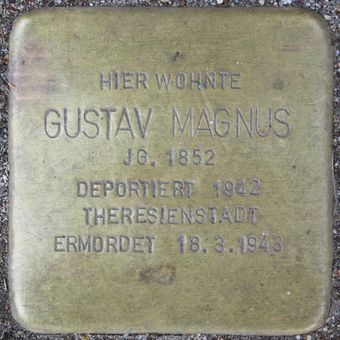 HIER WOHNTE
GUSTAV MAGNUS
JG. 1852
DEPORTIERT 1942
THERESIENSTADT
ERMORDET 18.3.1943